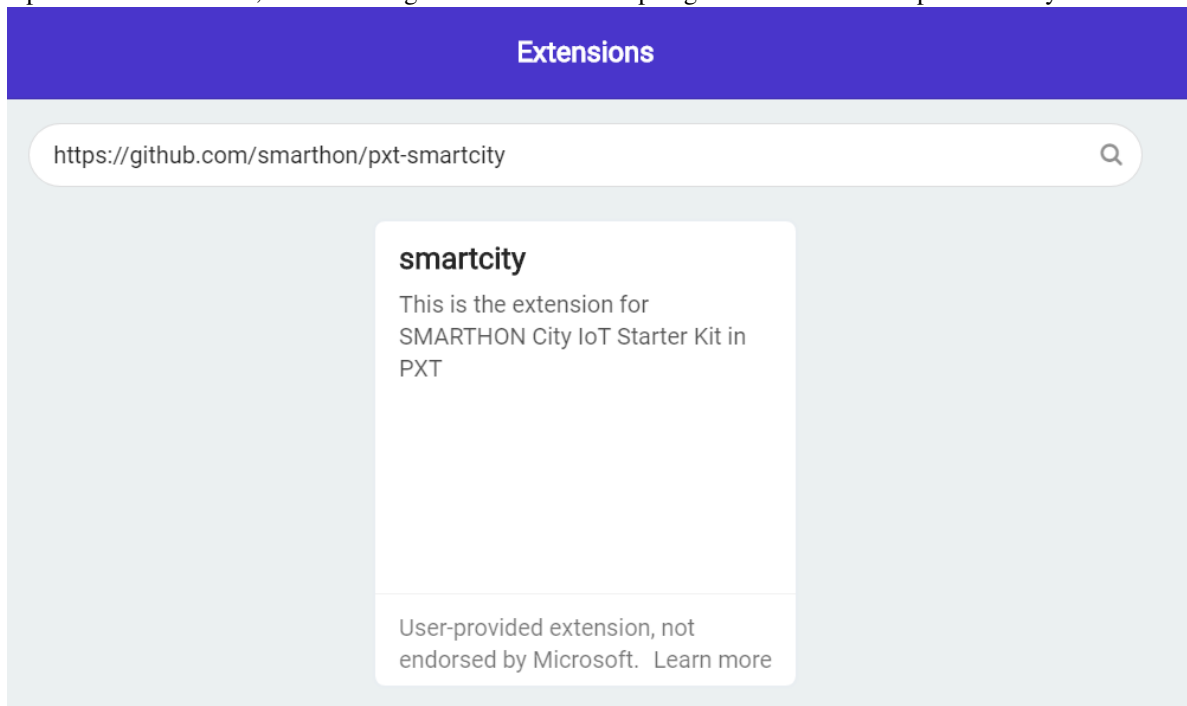 Extensions
https://github.com/smarthon/pxt-smartcity
smartcity
This is the extension for
SMARTHON City IoT Starter Kit in
PXT
User-provided extension, not
endorsed by Microsoft. Learn more